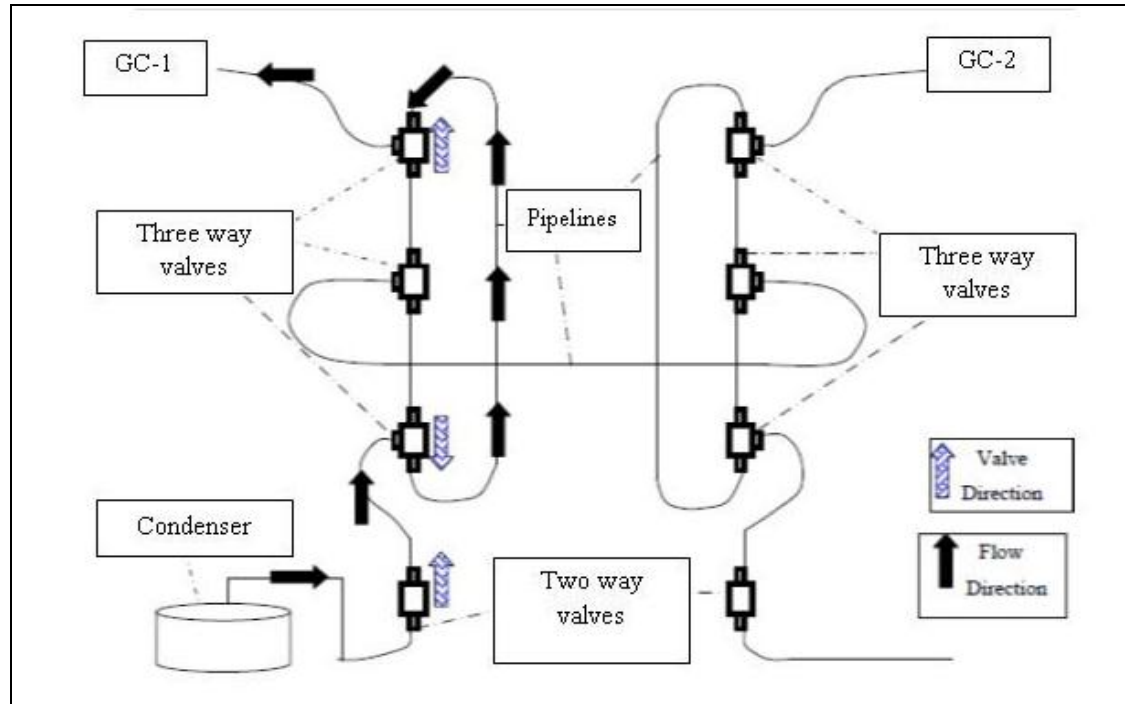 GC-1
GC-2
Three way
valves
Pipelines
Three way
valves
Valve
Direction
Condenser
Flow
Direction
Two way
valves